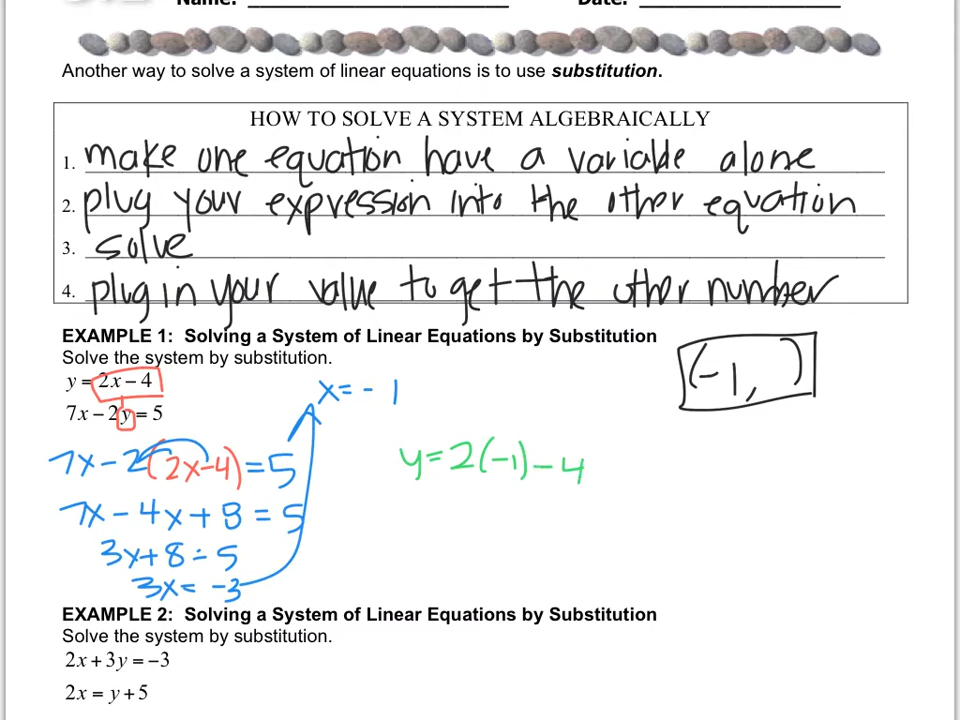 Name: Date:
Another way to solve a system of linear equations is to use substitution.
HOW TO SOLVE A SYSTEM ALGEBRAICALLY
1. make one equation have a variable alone
2. plug your expression into the other equation
3. solve
4. plug in your value to get the other number
EXAMPLE 1: Solving a System of Linear Equations by Substitution
Solve the system by substitution.
(-1, )
y = 2x – 4
x = - 1
7x – 2y = 5
7x - 2(2x-4) = 5
y = 2(-1) - 4
7x - 4x + 8 = 5
3x + 8 = 5
3x = -3
EXAMPLE 2: Solving a System of Linear Equations by Substitution
Solve the system by substitution.
2x + 3y = –3
2x = y + 5